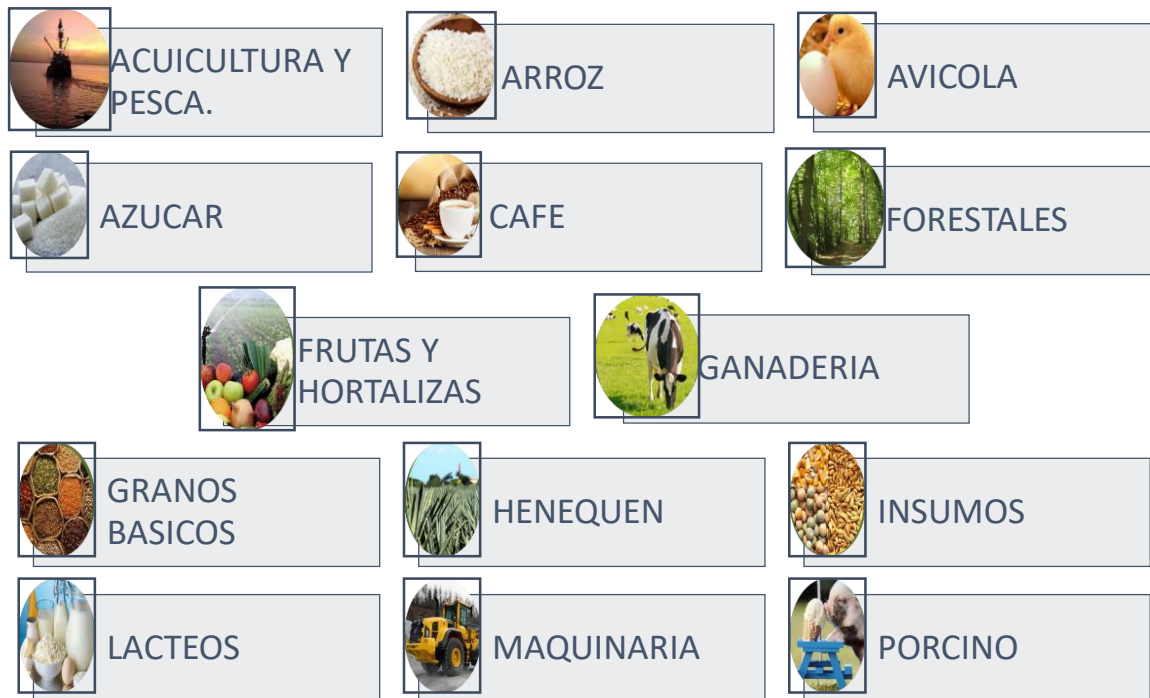 ACUICULTURA Y
PESCA.
ARROZ
AVICOLA
AZUCAR
CAFE
FORESTALES
FRUTAS Y
HORTALIZAS
GANADERIA
GRANOS
BASICOS
HENEQUEN
INSUMOS
LACTEOS
MAQUINARIA
PORCINO